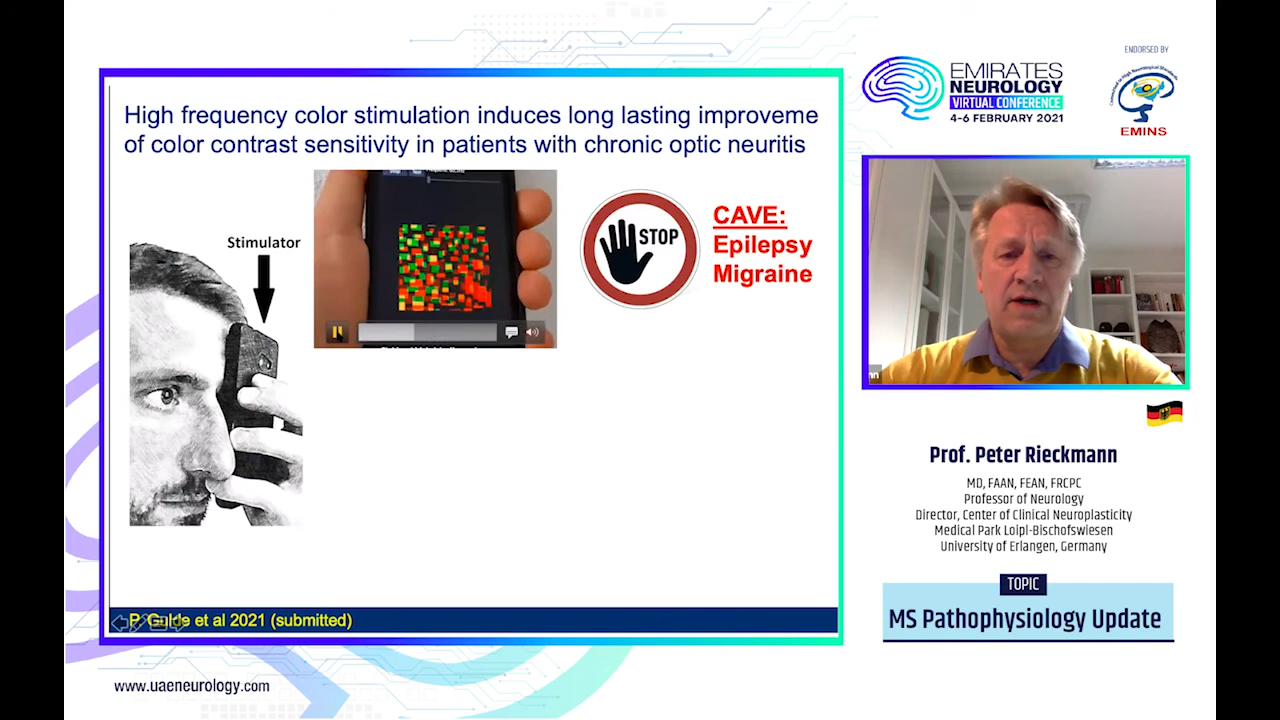 High frequency color stimulation induces long lasting improveme
of color contrast sensitivity in patients with chronic optic neuritis
Stimulator
STOP
CAVE:
Epilepsy
Migraine
P. Gulde et al 2021 (submitted)
www.uaeneurology.com
EMIRATES
NEUROLOGY
VIRTUAL CONFERENCE
4-6 FEBRUARY 2021
ENDORSED BY
EMINS
nn
Prof. Peter Rieckmann
MD, FAAN, FEAN, FRCPC
Professor of Neurology
Director, Center of Clinical Neuroplasticity
Medical Park Loipl-Bischofswiesen
University of Erlangen, Germany
TOPIC
MS Pathophysiology Update